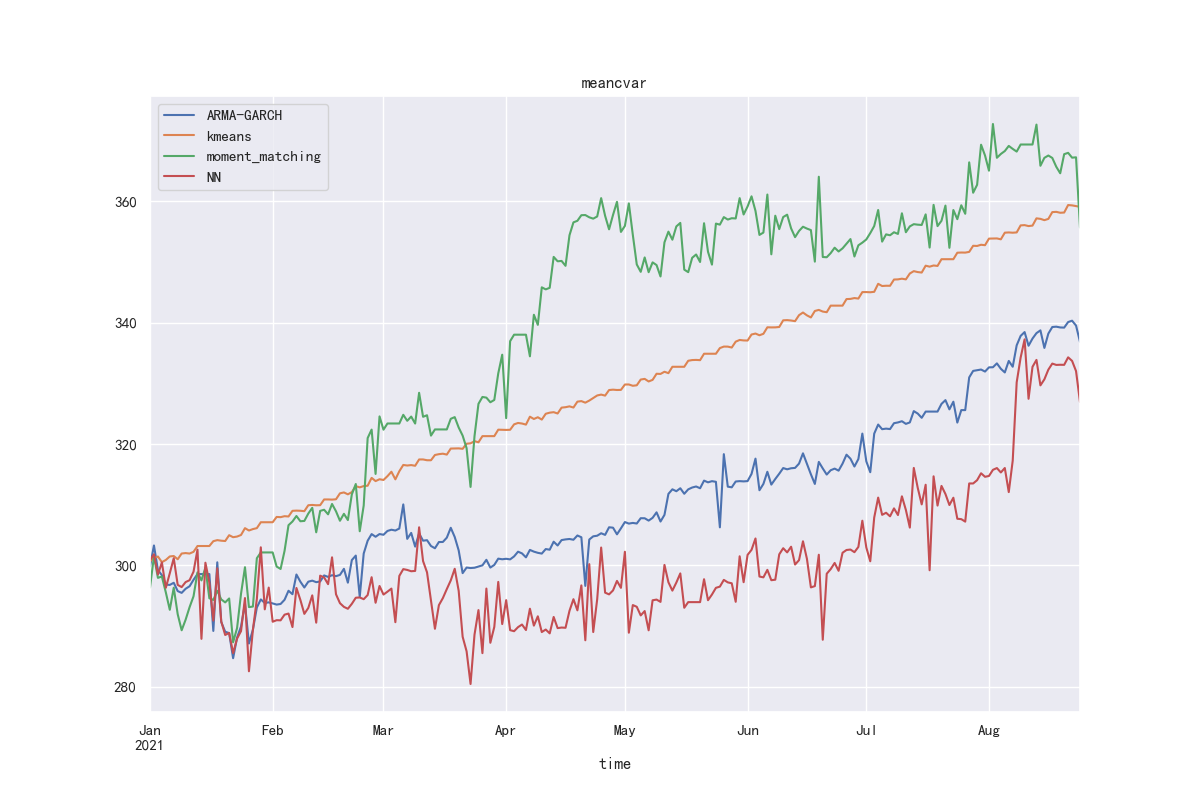 meancvar
ARMA-GARCH
kmeans
moment_matching
NN
360
340
320
300
280
Jan Feb Mar Apr May Jun Jul Aug
2021
time